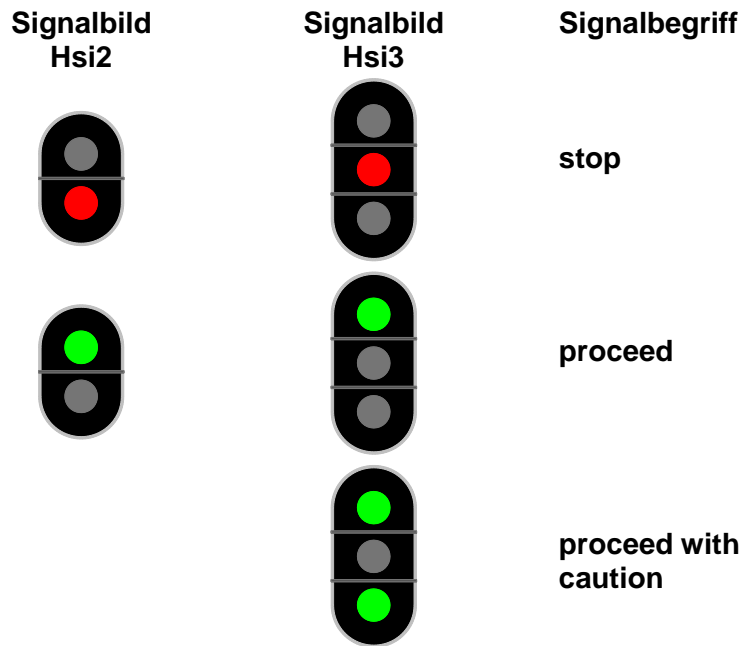 Signalbild
Hsi2
Signalbild
Hsi3
Signalbegriff
stop
proceed
proceed with
caution